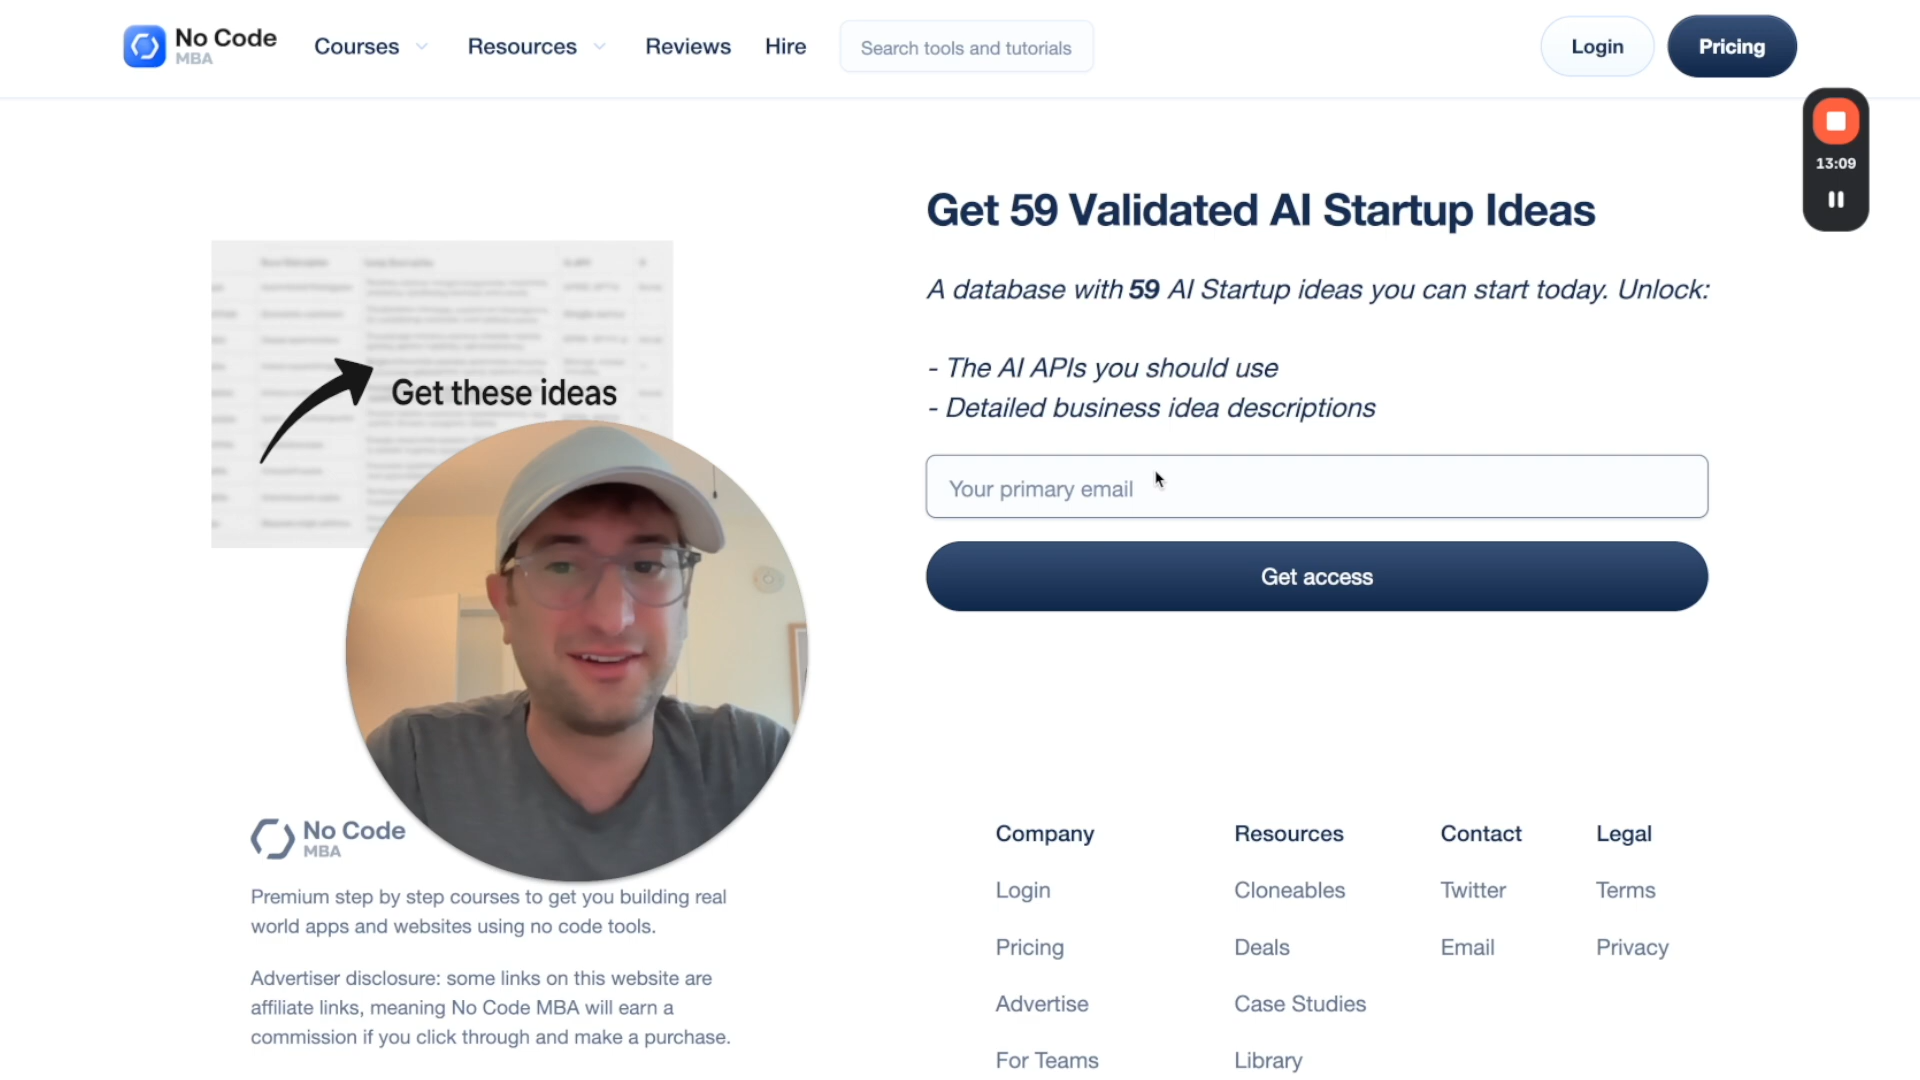 No Code
MBA
Courses
Resources
Reviews
Hire
Search tools and tutorials
Login
Pricing
13:09
Get 59 Validated AI Startup Ideas
A database with 59 AI Startup ideas you can start today. Unlock:
- The AI APIs you should use
- Detailed business idea descriptions
Get these ideas
Your primary email
Get access
No Code
MBA
Premium step by step courses to get you building real
world apps and websites using no code tools.
Advertiser disclosure: some links on this website are
affiliate links, meaning No Code MBA will earn a
commission if you click through and make a purchase.
Company
Login
Pricing
Advertise
For Teams
Resources
Cloneables
Deals
Case Studies
Library
Contact
Twitter
Email
Legal
Terms
Privacy